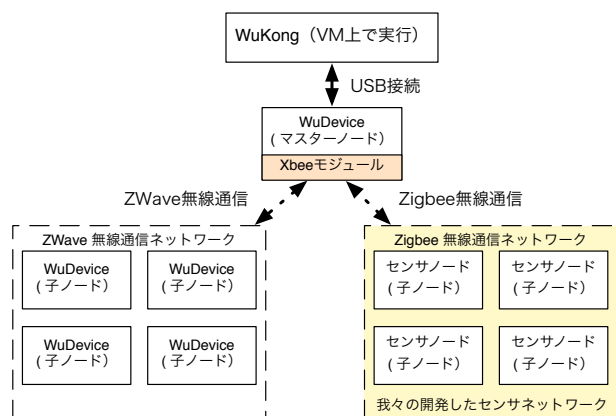 WuKong（VM上で実行）
USB接続
WuDevice
( マスターノード）
Xbeeモジュール
ZWave無線通信
Zigbee無線通信
ZWave 無線通信ネットワーク
WuDevice
( 子ノード）
WuDevice
( 子ノード）
WuDevice
( 子ノード）
WuDevice
( 子ノード）
Zigbee 無線通信ネットワーク
センサノード
( 子ノード）
センサノード
( 子ノード）
センサノード
( 子ノード）
センサノード
( 子ノード）
我々の開発したセンサネットワーク